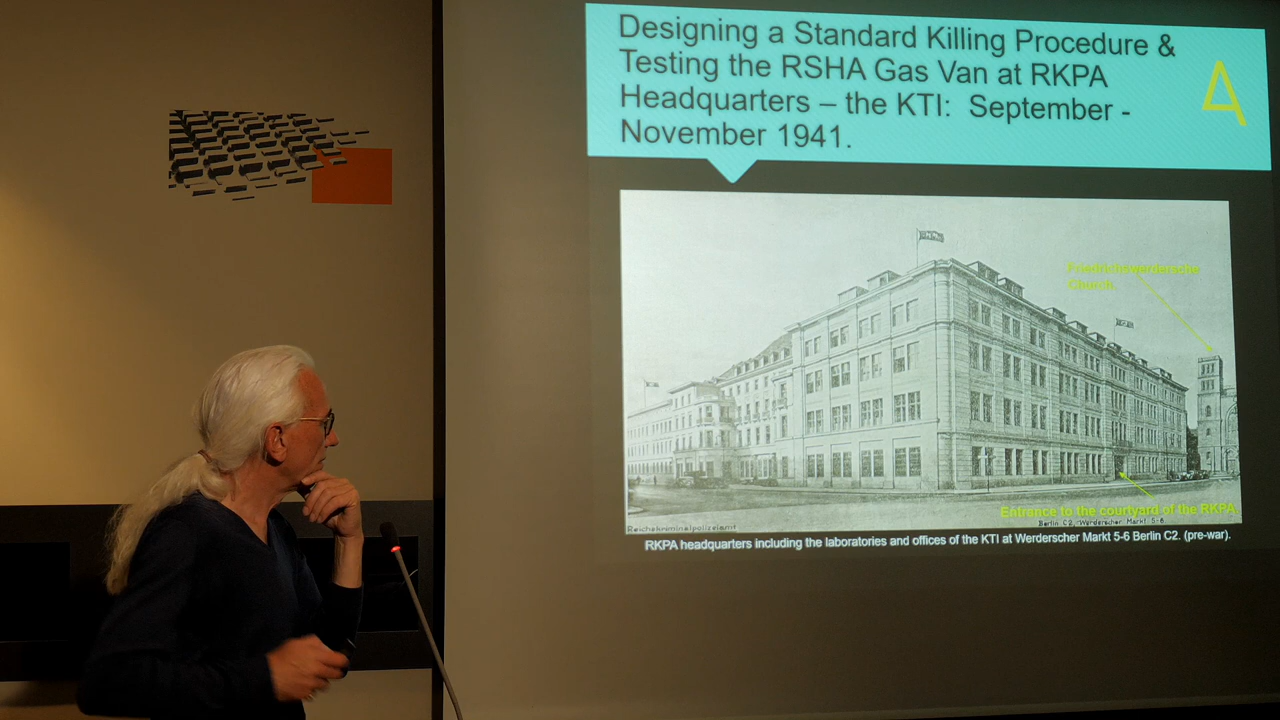 Designing a Standard Killing Procedure &
Testing the RSHA Gas Van at RKPA
Headquarters – the KTI:  September -
November 1941.
4
Friedrichswerdersche
Church.
Entrance to the courtyard of the RKPA
Reichskriminalpolizeiamt
Berlin C2, Werderscher Markt 5-6
RKPA headquarters including the laboratories and offices of the KTI at Werderscher Markt 5-6 Berlin C2. (pre-war).